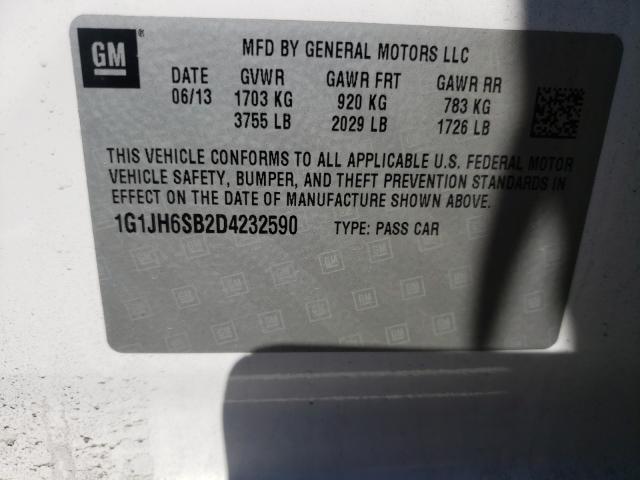 GM ®
MFD BY GENERAL MOTORS LLC
DATE GVWR GAWR FRT GAWR RR
06/13 1703 KG 920 KG 783 KG
3755 LB 2029 LB 1726 LB
THIS VEHICLE CONFORMS TO ALL APPLICABLE U.S. FEDERAL MOTOR
VEHICLE SAFETY, BUMPER, AND THEFT PREVENTION STANDARDS IN
EFFECT ON THE DATE OF MANUFACTURE SHOWN ABOVE.
1G1JH6SB2D4232590 TYPE: PASS CAR